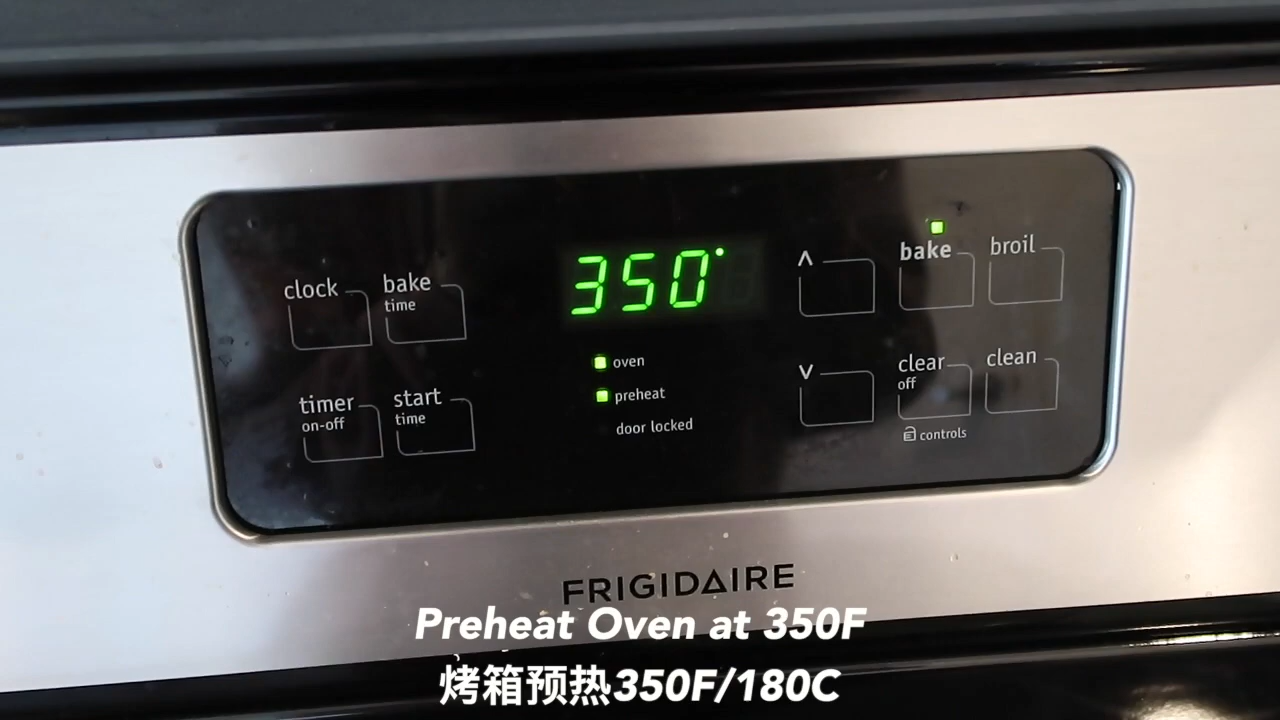 350°
clock
bake
time
timer
on-off
start
time
oven
preheat
door locked
bake
broil
clear
off
clean
controls
FRIGIDAIRE
Preheat Oven at 350F
烤箱预热350F/180C